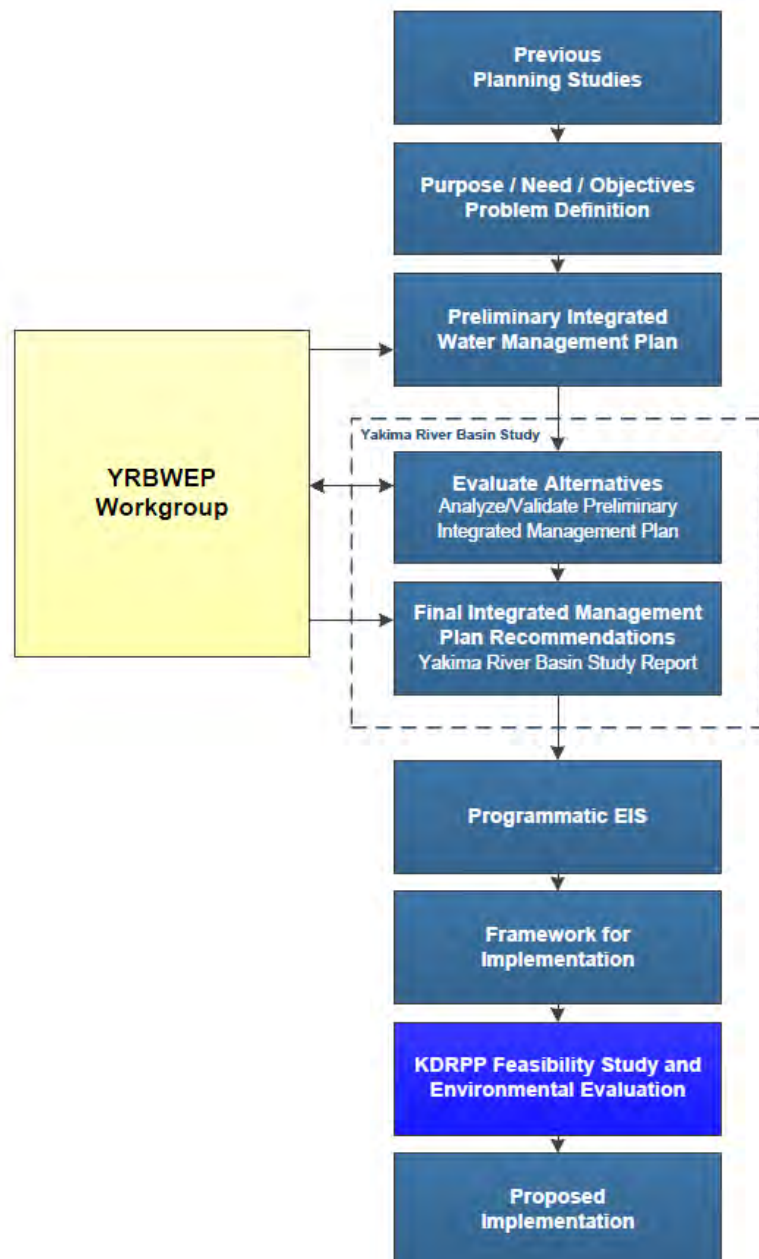 Previous
Planning Studies
Purpose / Need / Objectives
Problem Definition
Preliminary Integrated
Water Management Plan
YRBWEP
Workgroup
Yakima River Basin Study
Evaluate Alternatives
Analyze/Validate Preliminary
Integrated Management Plan
Final Integrated Management
Plan Recommendations
Yakima River Basin Study Report
Programmatic EIS
Framework for
Implementation
KDRPP Feasibility Study and
Environmental Evaluation
Proposed
Implementation